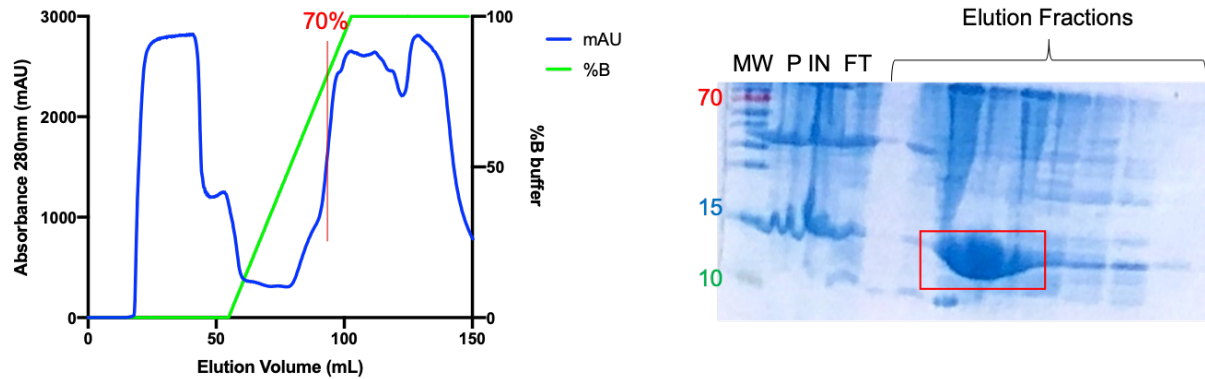 3000
2000
1000
0
Absorbance 280nm (mAU)
0
50
100
150
Elution Volume (mL)
100
50
0
%B buffer
70%
mAU
%B
Elution Fractions
MW P IN FT
70
15
10